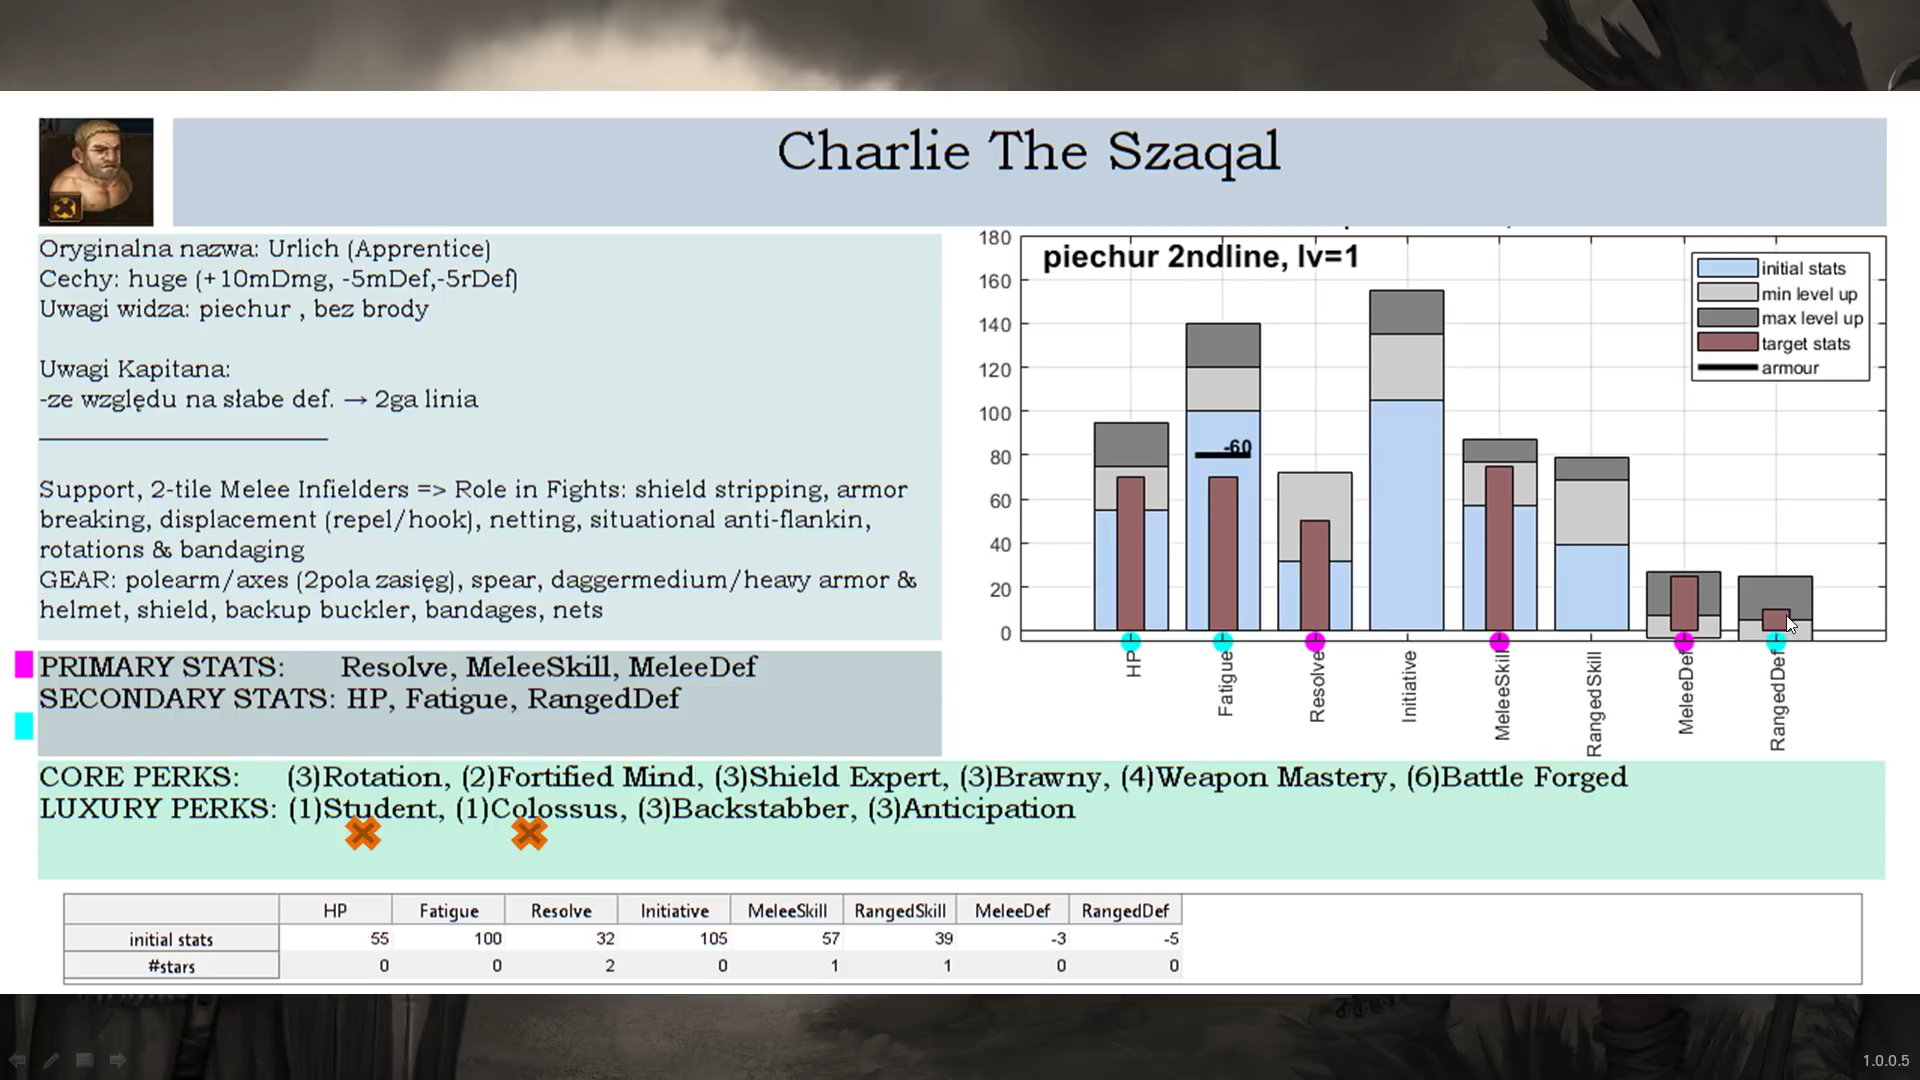 Charlie The Szaqal
Oryginalna nazwa: Urlich (Apprentice)
Cechy: huge (+10mDmg, -5mDef,-5rDef)
Uwagi widza: piechur , bez brody
Uwagi Kapitana:
-ze względu na słabe def. → 2ga linia
Support, 2-tile Melee Infielders => Role in Fights: shield stripping, armor
breaking, displacement (repel/hook), netting, situational anti-flankin,
rotations & bandaging
GEAR: polearm/axes (2pola zasięg), spear, daggermedium/heavy armor &
helmet, shield, backup buckler, bandages, nets
PRIMARY STATS: Resolve, MeleeSkill, MeleeDef
SECONDARY STATS: HP, Fatigue, RangedDef
piechur 2ndline, lv=1
initial stats
min level up
max level up
target stats
armour
180
160
140
120
100
80
60
40
20
0
-60
HP
Fatigue
Resolve
Initiative
MeleeSkill
RangedSkill
MeleeDef
RangedDef
CORE PERKS: (3)Rotation, (2)Fortified Mind, (3)Shield Expert, (3)Brawny, (4)Weapon Mastery, (6)Battle Forged
LUXURY PERKS: (1)Student, (1)Colossus, (3)Backstabber, (3)Anticipation
HP Fatigue Resolve Initiative MeleeSkill RangedSkill MeleeDef RangedDef
initial stats 55 100 32 105 57 39 -3 -5
#stars 0 0 2 0 1 1 0 0
1.0.0.5